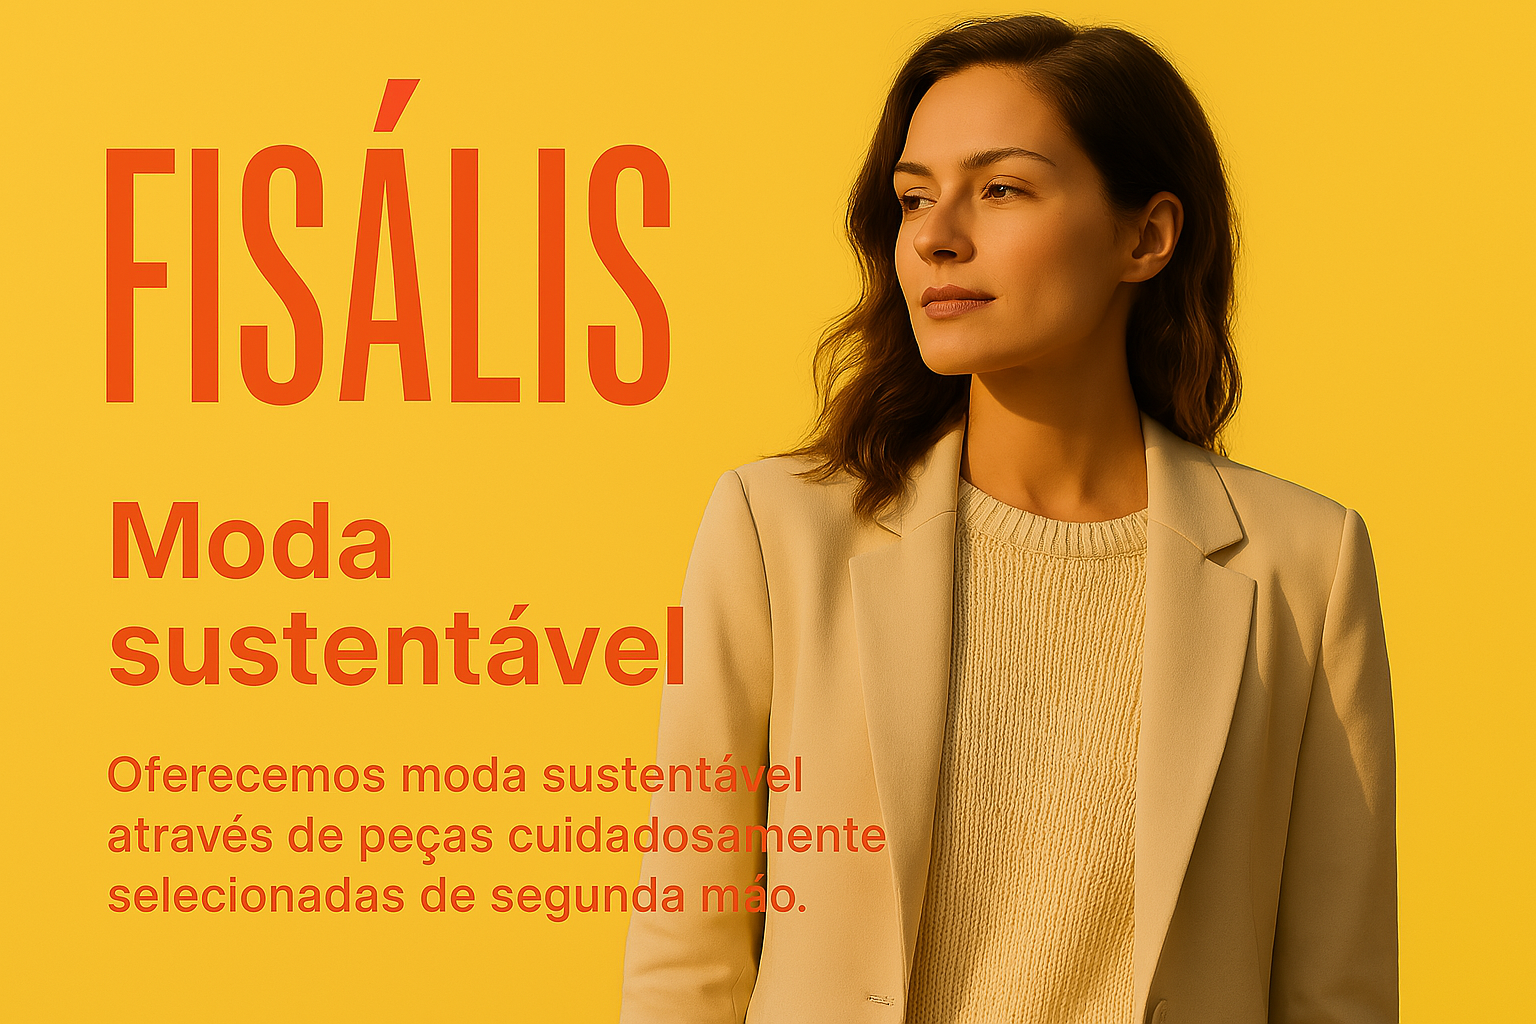 FISÁLIS
Moda
sustentável
Oferecemos moda sustentável
através de peças cuidadosamente
selecionadas de segunda máo.